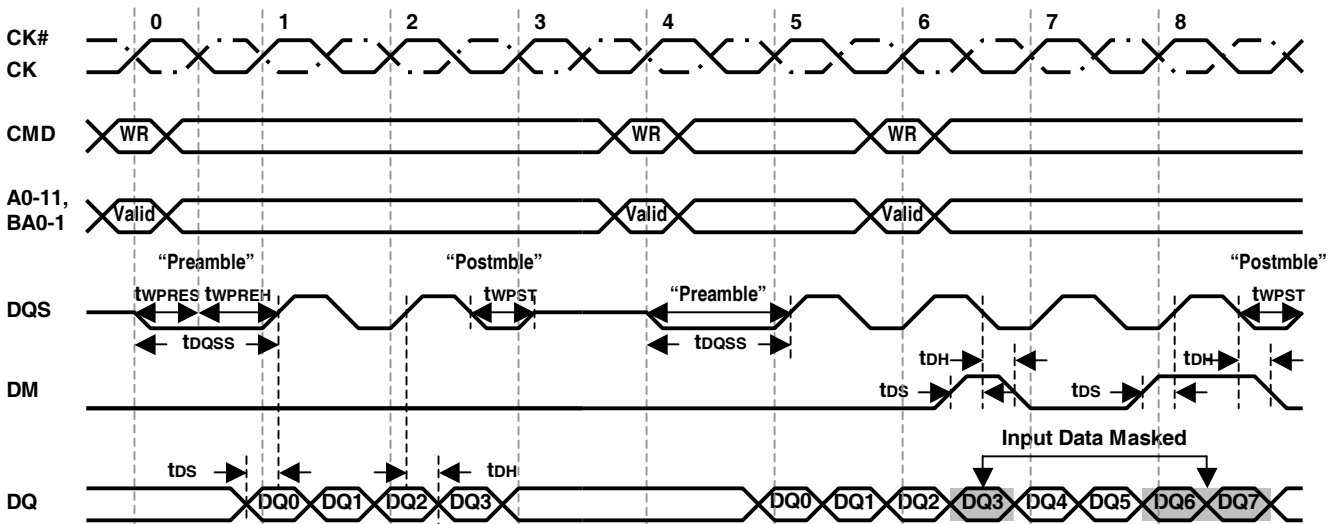 0 1 2 3 4 5 6 7 8
CK#
CK
CMD WR WR WR
A0-11,
BA0-1 Valid Valid Valid
“Preamble” “Postmble” “Postmble”
tWPRES tWPREH tWPST “Preamble” tWPST
DQS
tDQSS tDQSS
tDH tDH
DM tDS tDS
Input Data Masked
tDS tDH
DQ DQ0 DQ1 DQ2 DQ3 DQ0 DQ1 DQ2 DQ3 DQ4 DQ5 DQ6 DQ7